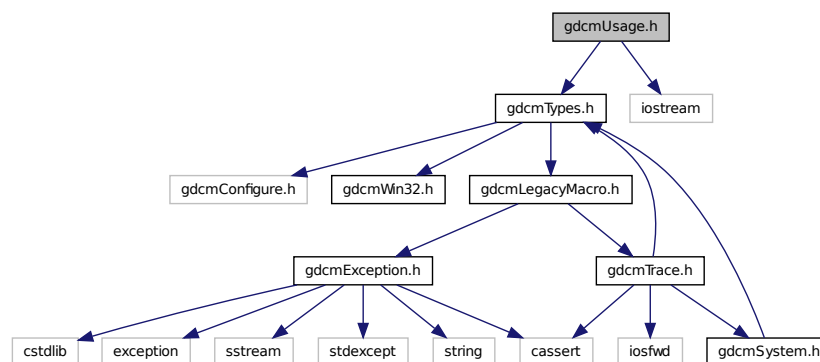 gdcmUsage.h
gdcmTypes.h
iostream
gdcmConfigure.h
gdcmWin32.h
gdcmLegacyMacro.h
gdcmException.h
gdcmTrace.h
cstdlib
exception
sstream
stdexcept
string
cassert
iosfwd
gdcmSystem.h